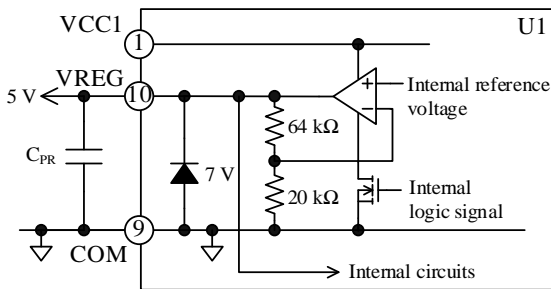 VCC1
U1
1
VREG
5 V
10
Internal reference
voltage
64 kΩ
CPR
7 V
20 kΩ
Internal
logic signal
9
COM
Internal circuits